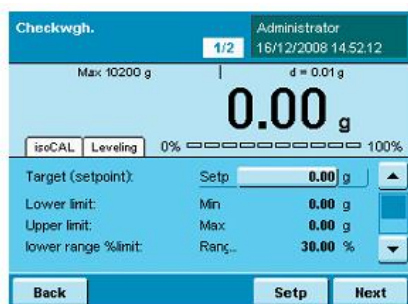 Checkwgh.
Administrator
1/2
16/12/2008 14.52.12
Max 10200 g
d = 0.01 g
0.00 g
isoCAL Leveling 0% 100%
Target (setpoint): Setp 0.00 g
Lower limit: Min 0.00 g
Upper limit: Max 0.00 g
lower range %limit: Rang... 30.00 %
Back Setp Next